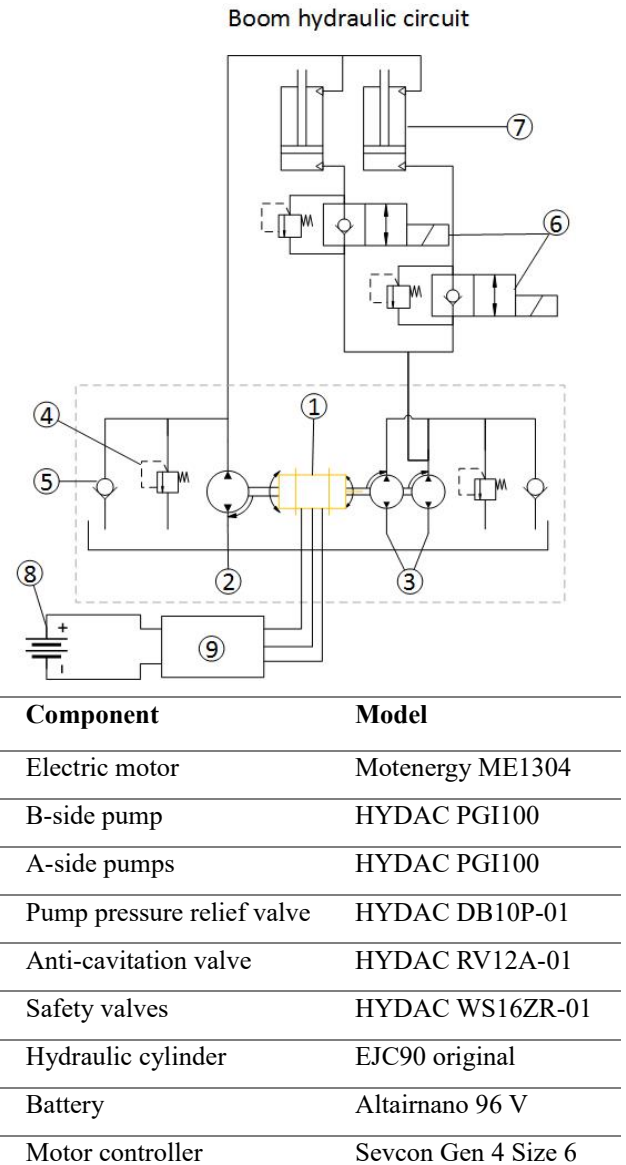 Boom hydraulic circuit
7
6
4
1
5
2
3
8
+
-
9
Component Model
Electric motor Motenergy ME1304
B-side pump HYDAC PGI100
A-side pumps HYDAC PGI100
Pump pressure relief valve HYDAC DB10P-01
Anti-cavitation valve HYDAC RV12A-01
Safety valves HYDAC WS16ZR-01
Hydraulic cylinder EJC90 original
Battery Altairnano 96 V
Motor controller Sevcon Gen 4 Size 6